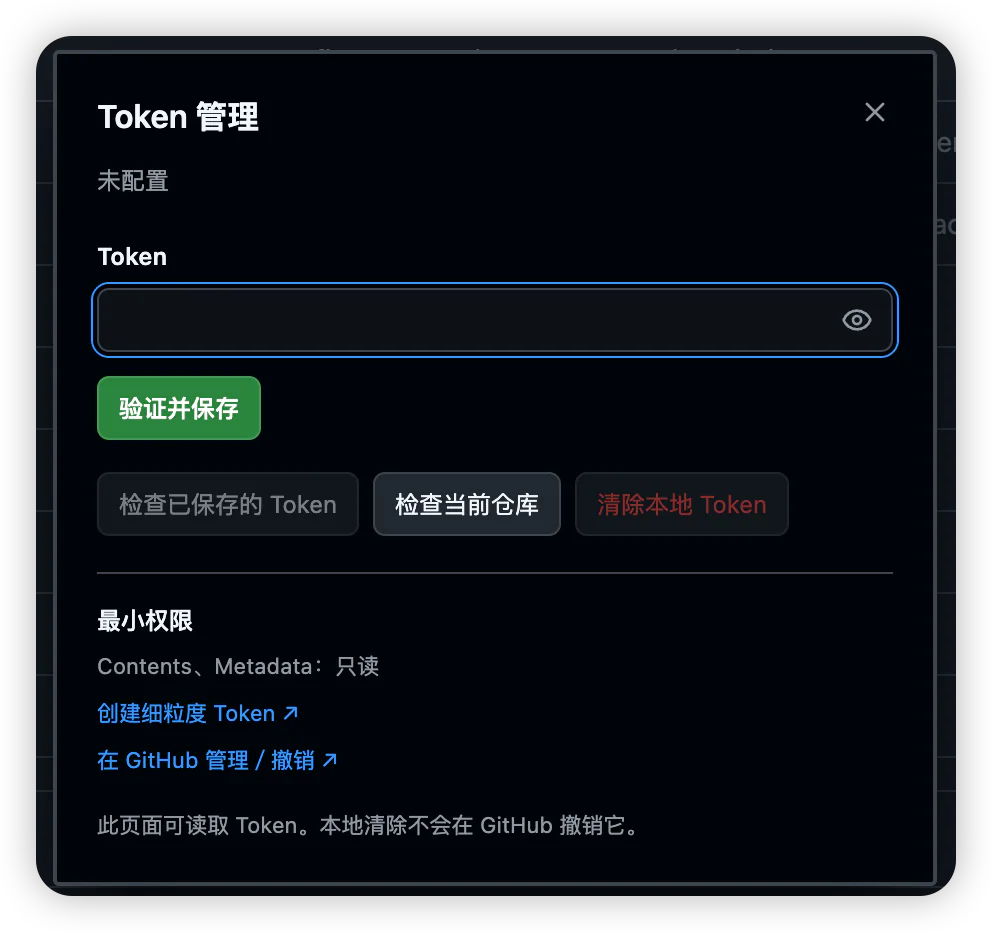 Token 管理
未配置
Token
验证并保存
检查已保存的 Token
检查当前仓库
清除本地 Token
最小权限
Contents、Metadata：只读
创建细粒度 Token ↗
在 GitHub 管理 / 撤销 ↗
此页面可读取 Token。本地清除不会在 GitHub 撤销它。